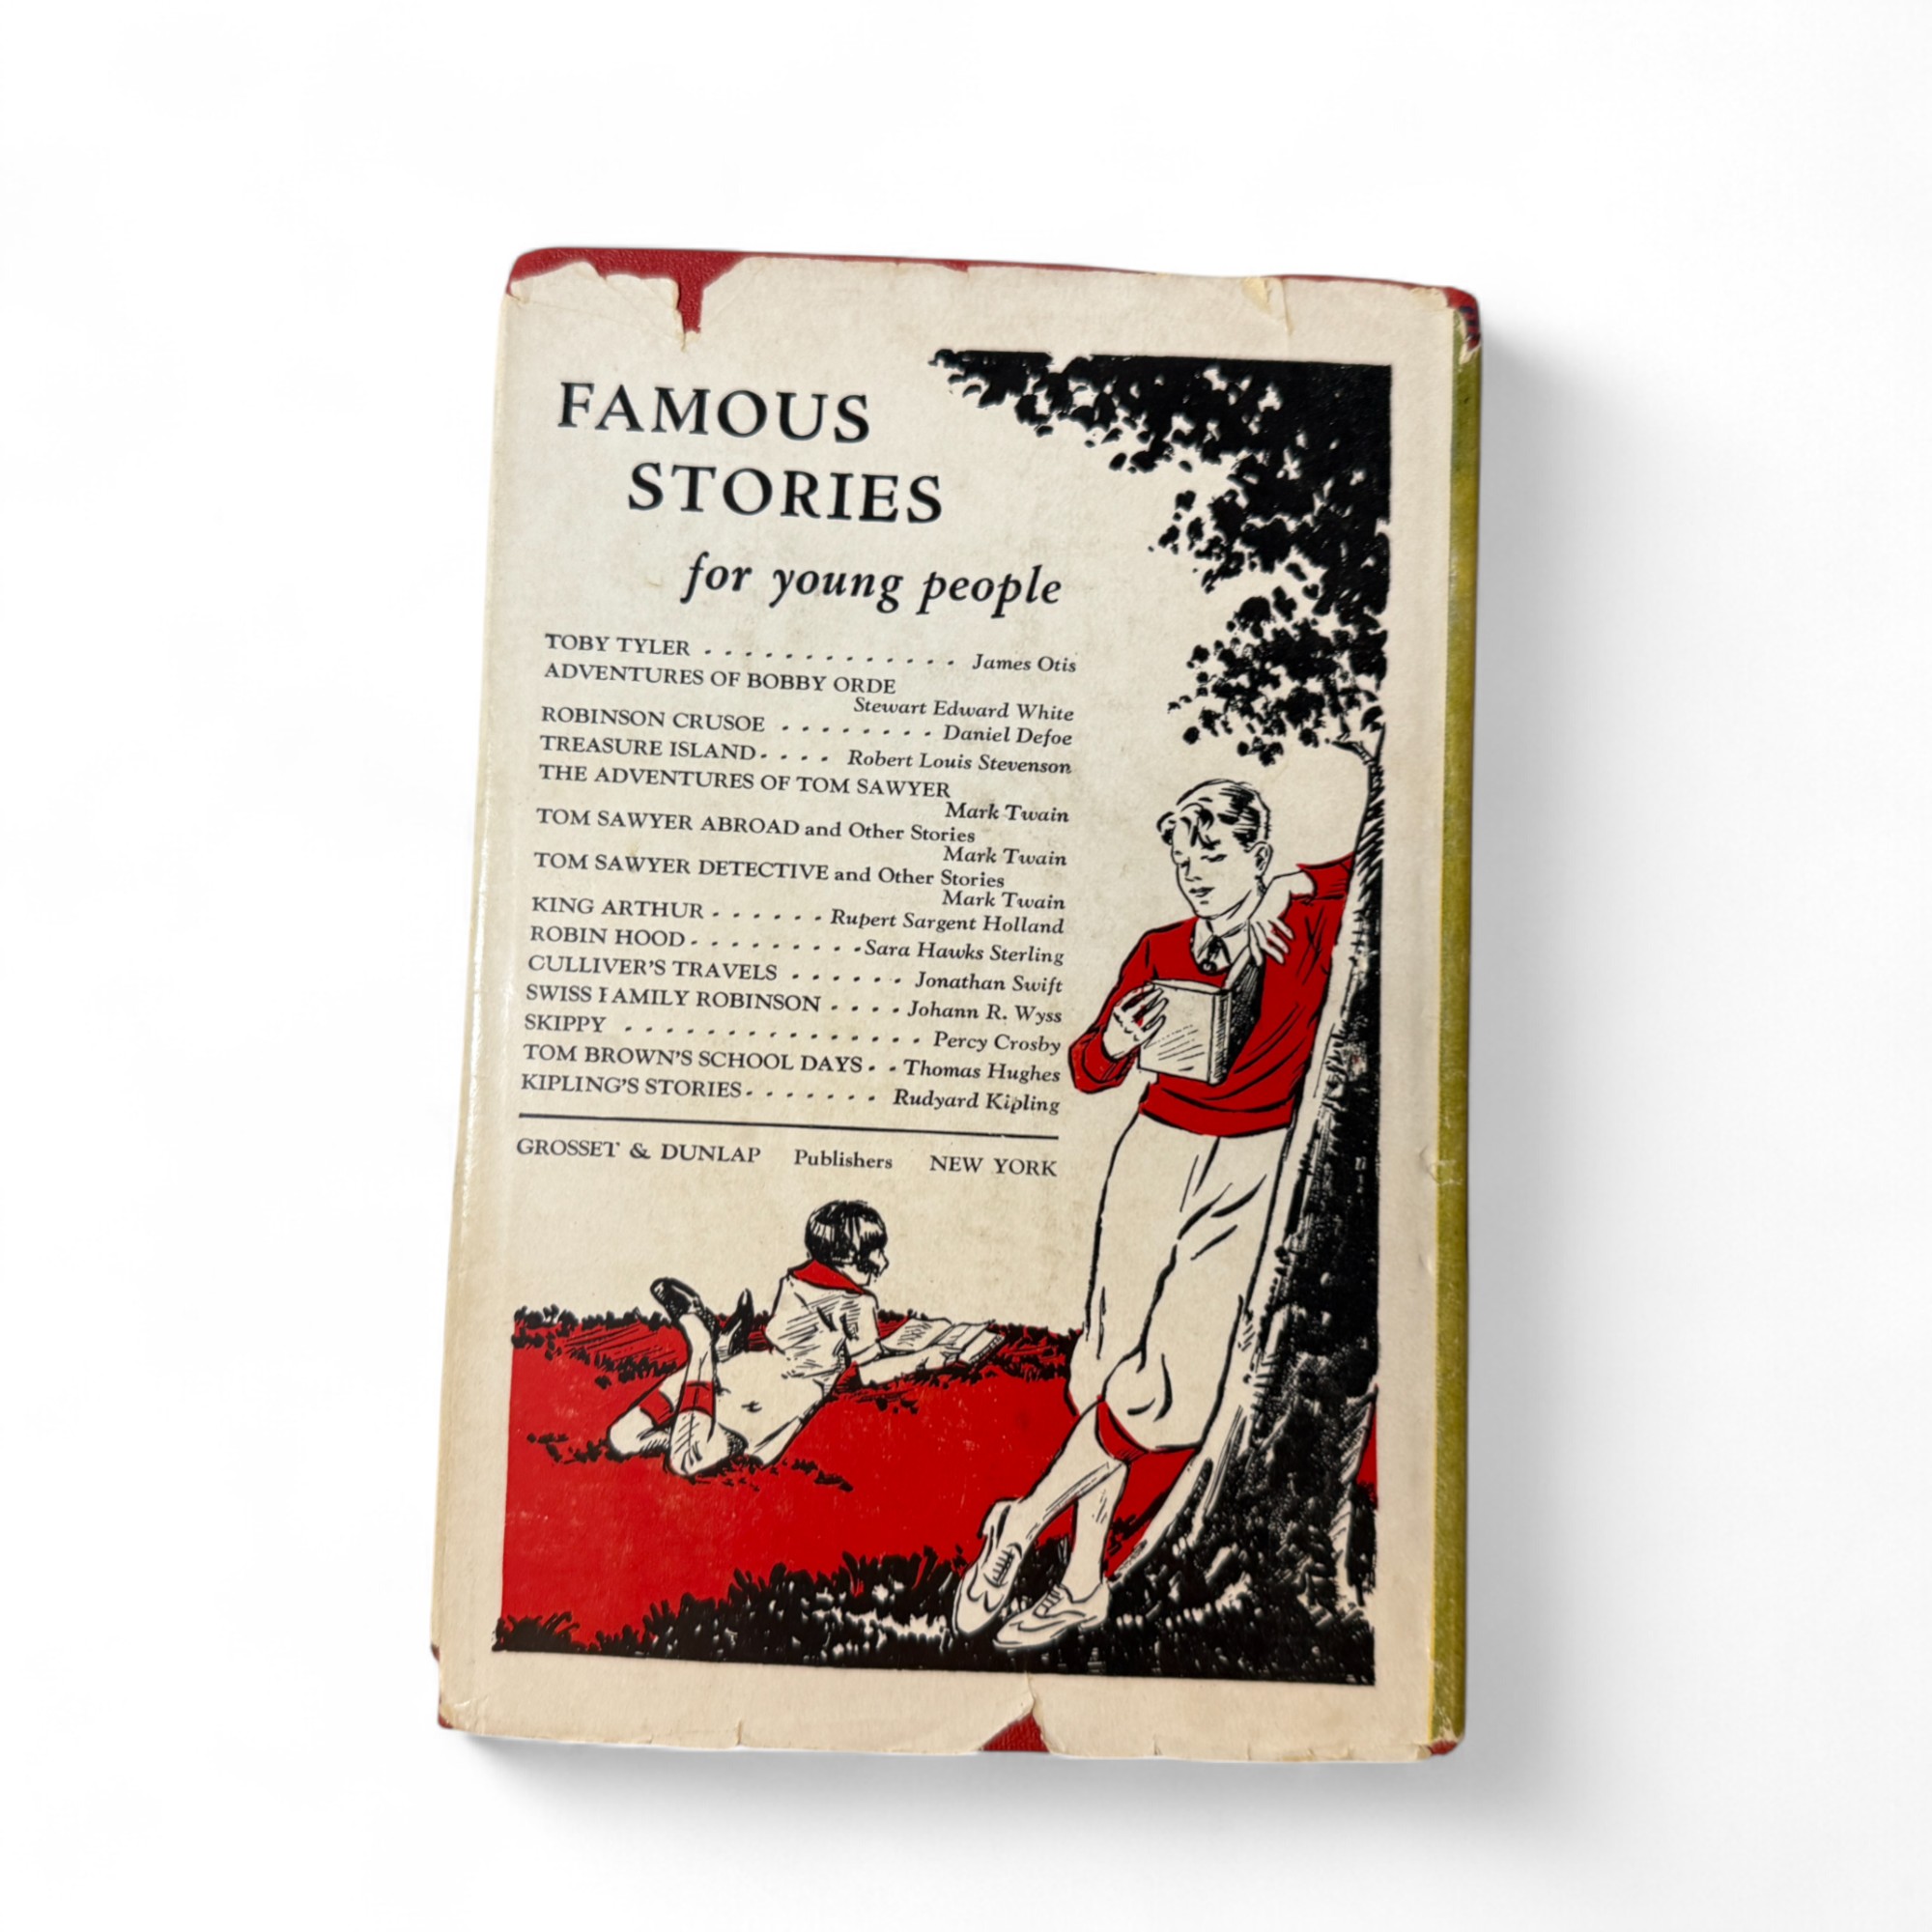 FAMOUS
STORIES
for young people
TOBY TYLER . . . . . . . . . . . . . James Otis
ADVENTURES OF BOBBY ORDE
Stewart Edward White
ROBINSON CRUSOE . . . . . . . . Daniel Defoe
TREASURE ISLAND . . . . Robert Louis Stevenson
THE ADVENTURES OF TOM SAWYER
Mark Twain
TOM SAWYER ABROAD and Other Stories
Mark Twain
TOM SAWYER DETECTIVE and Other Stories
Mark Twain
KING ARTHUR . . . . . . Rupert Sargent Holland
ROBIN HOOD . . . . . . . . . Sara Hawks Sterling
GULLIVER'S TRAVELS . . . . . . Jonathan Swift
SWISS FAMILY ROBINSON . . . . Johann R. Wyss
SKIPPY . . . . . . . . . . . . . . . Percy Crosby
TOM BROWN'S SCHOOL DAYS . . Thomas Hughes
KIPLING'S STORIES . . . . . . . Rudyard Kipling
GROSSET & DUNLAP Publishers NEW YORK